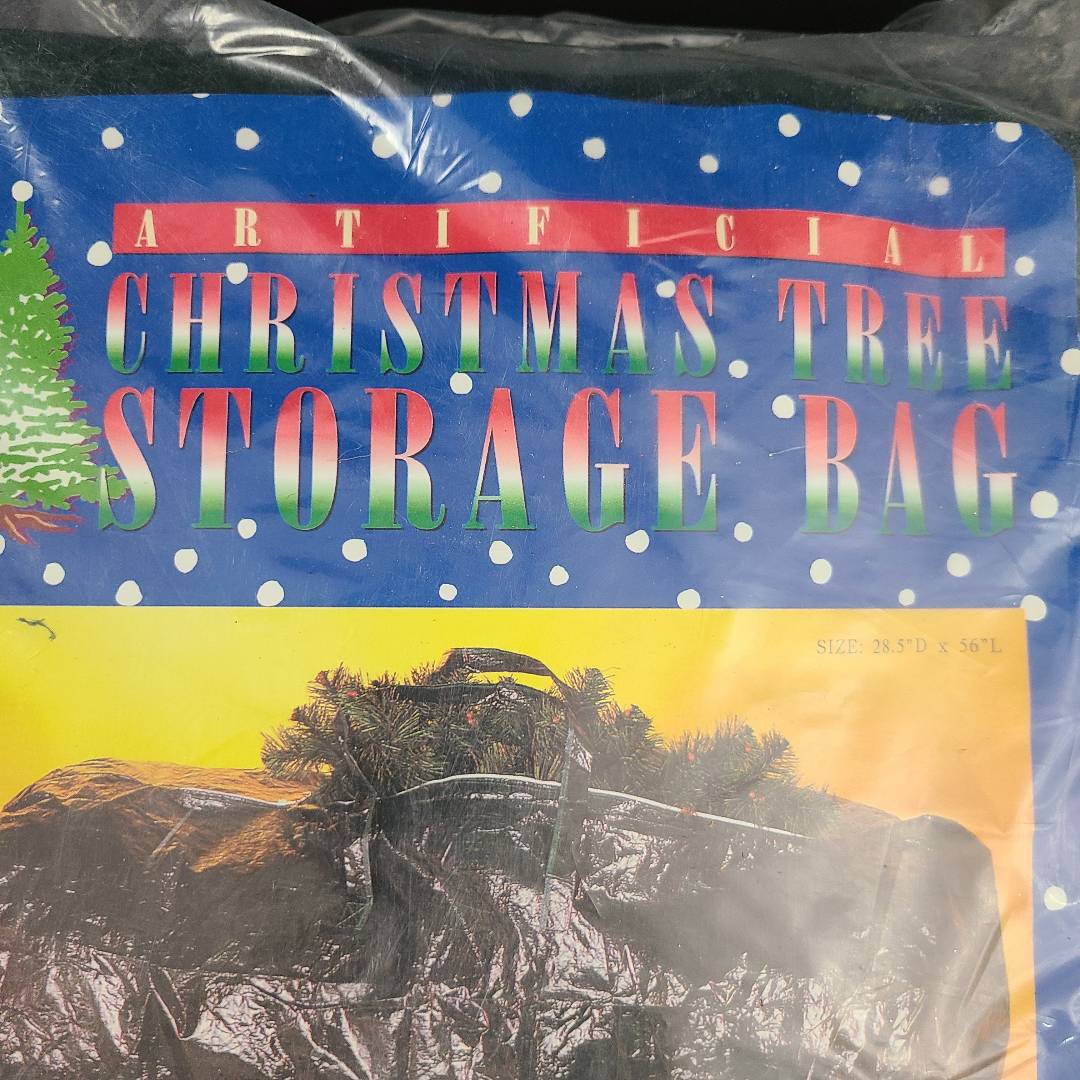 ARTIFICIAL
CHRISTMAS TREE
STORAGE BAG
SIZE: 28.5"D x 56"L